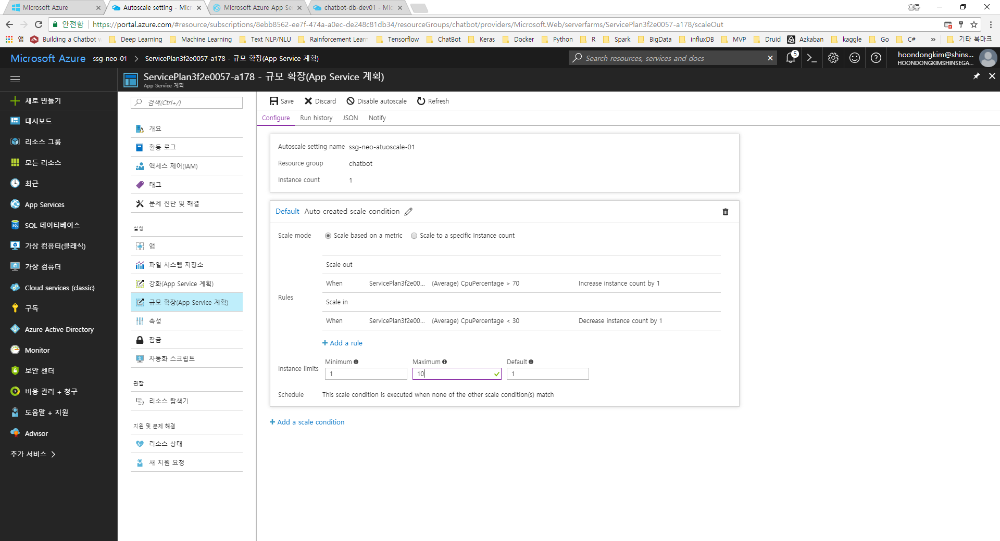 Microsoft Azure
Autoscale setting - Micr
Microsoft Azure App Se
chatbot-db-dev01 - Mic
훈동
안전함
https://portal.azure.com/#resource/subscriptions/8ebb8562-ee7f-474a-a0ec-de248c81db34/resourceGroups/chatbot/providers/Microsoft.Web/serverfarms/ServicePlan3f2e0057-a178/scaleOut
앱
Building a Chatbot w
Deep Learning
Machine Learning
Text NLP/NLU
Rainforcement Learn
Tensorflow
ChatBot
Keras
Docker
Python
R
Spark
BigData
influxDB
MVP
Druid
Azkaban
kaggle
Go
C#
»
기타 북마크
Microsoft Azure
ssg-neo-01 > ServicePlan3f2e0057-a178 - 규모 확장(App Service 계획)
Search resources, services and docs
5
hoondongkim@shins...
HOONDONGKIMSHINSEGA...
ServicePlan3f2e0057-a178 - 규모 확장(App Service 계획)
App Service 계획
새로 만들기
대시보드
리소스 그룹
모든 리소스
최근
App Services
SQL 데이터베이스
가상 컴퓨터(클래식)
가상 컴퓨터
Cloud services (classic)
구독
Azure Active Directory
Monitor
보안 센터
비용 관리 + 청구
도움말 + 지원
Advisor
추가 서비스 >
검색(Ctrl+/)
개요
활동 로그
액세스 제어(IAM)
태그
문제 진단 및 해결
설정
앱
파일 시스템 저장소
강화(App Service 계획)
규모 확장(App Service 계획)
속성
잠금
자동화 스크립트
관찰
리소스 탐색기
지원 및 문제 해결
리소스 상태
새 지원 요청
Save
Discard
Disable autoscale
Refresh
Configure
Run history
JSON
Notify
Autoscale setting name ssg-neo-atuoscale-01
Resource group chatbot
Instance count 1
Default Auto created scale condition
Scale mode
Scale based on a metric
Scale to a specific instance count
Rules
Scale out
When ServicePlan3f2e00... (Average) CpuPercentage > 70 Increase instance count by 1
Scale in
When ServicePlan3f2e00... (Average) CpuPercentage < 30 Decrease instance count by 1
+ Add a rule
Instance limits
Minimum
1
Maximum
10
Default
1
Schedule This scale condition is executed when none of the other scale condition(s) match
+ Add a scale condition